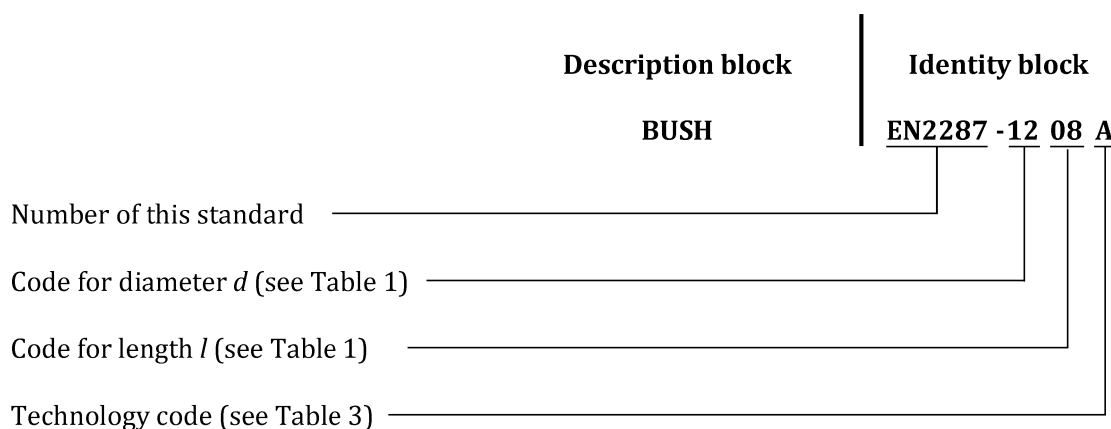 Description block Identity block
BUSH EN2287 -12 08 A
Number of this standard
Code for diameter d (see Table 1)
Code for length l (see Table 1)
Technology code (see Table 3)